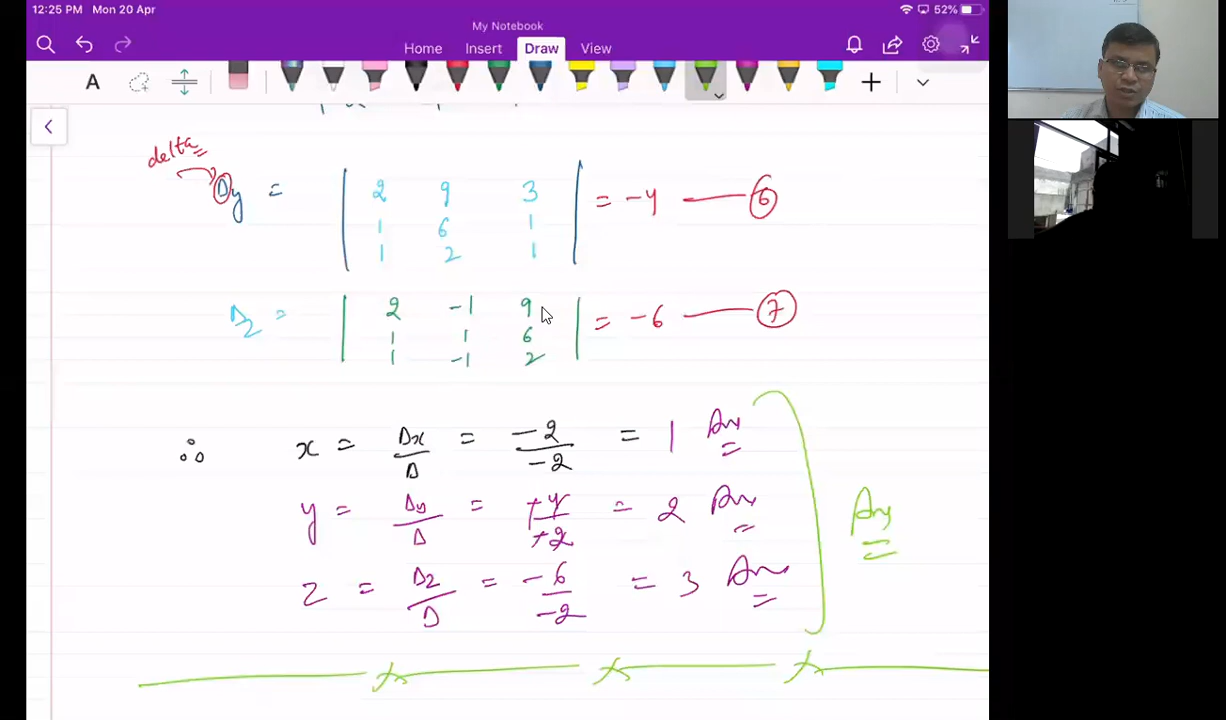 12:25 PM Mon 20 Apr 52%
My Notebook
Home Insert Draw View
A
delta
Δy = | 2 9 3 | = -4 —— 6
1 6 1
1 2 1
Δz = | 2 -1 9 | = -6 —— 7
1 1 6
1 -1 2
∴ x = Δx/Δ = -2/-2 = 1 Ans
y = Δy/Δ = -4/-2 = 2 Ans
z = Δz/Δ = -6/-2 = 3 Ans
Ans